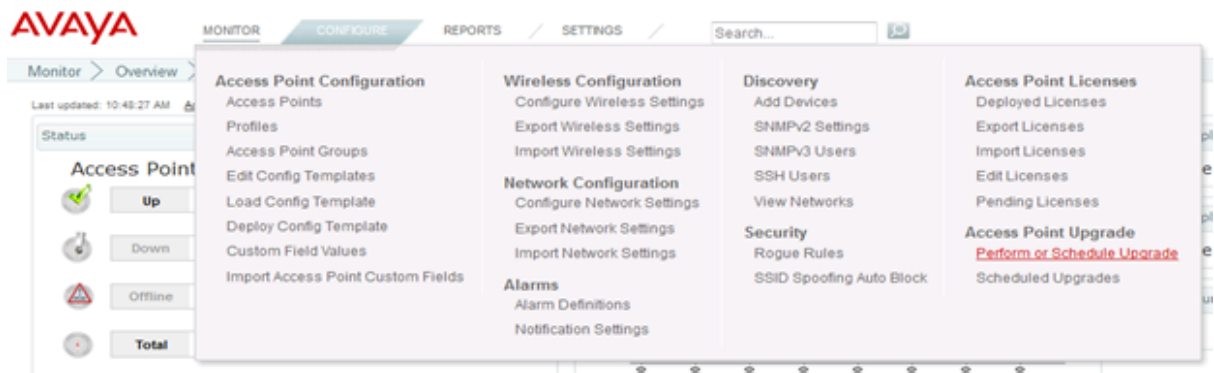 AVAYA
MONITOR CONFIGURE REPORTS SETTINGS Search...
Monitor Overview
Last updated: 10:48:27 AM
Status
Access Point
Up
Down
Offline
Total
Access Point Configuration
Access Points
Profiles
Access Point Groups
Edit Config Templates
Load Config Template
Deploy Config Template
Custom Field Values
Import Access Point Custom Fields
Wireless Configuration
Configure Wireless Settings
Export Wireless Settings
Import Wireless Settings
Network Configuration
Configure Network Settings
Export Network Settings
Import Network Settings
Alarms
Alarm Definitions
Notification Settings
Discovery
Add Devices
SNMPv2 Settings
SNMPv3 Users
SSH Users
View Networks
Security
Rogue Rules
SSID Spoofing Auto Block
Access Point Licenses
Deployed Licenses
Export Licenses
Import Licenses
Edit Licenses
Pending Licenses
Access Point Upgrade
Perform or Schedule Upgrade
Scheduled Upgrades